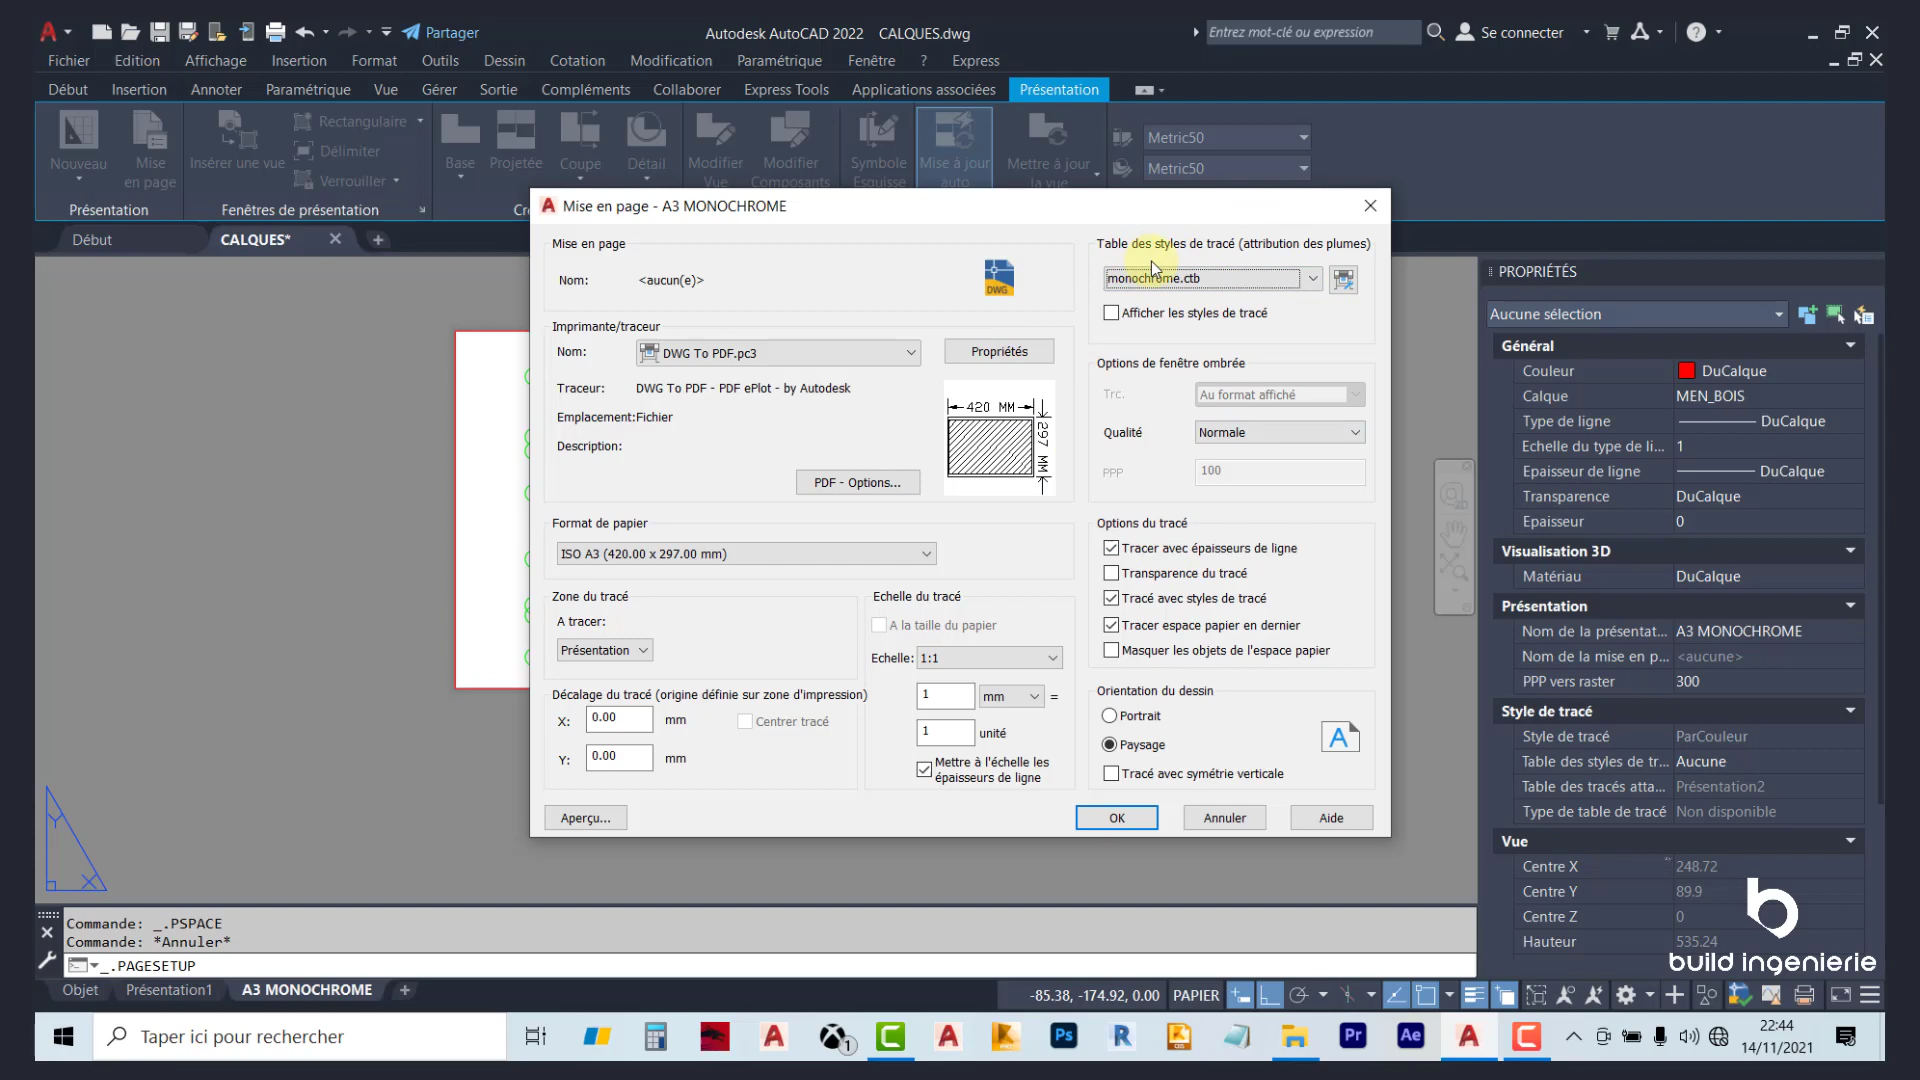 Partager
Autodesk AutoCAD 2022 CALQUES.dwg
Entrez mot-clé ou expression
Se connecter
Fichier Edition Affichage Insertion Format Outils Dessin Cotation Modification Paramétrique Fenêtre ? Express
Début Insertion Annoter Paramétrique Vue Gérer Sortie Compléments Collaborer Express Tools Applications associées Présentation
Nouveau
Mise en page
Insérer une vue
Rectangulaire
Délimiter
Verrouiller
Base Projetée Coupe Détail
Modifier Vue
Modifier Composants
Symbole Esquisse
Mise à jour auto
Mettre à jour la vue
Metric50
Metric50
Présentation
Fenêtres de présentation
Début
CALQUES*
Mise en page - A3 MONOCHROME
Mise en page
Nom: <aucun(e)>
DWG
Imprimante/traceur
Nom: DWG To PDF.pc3
Propriétés
Traceur: DWG To PDF - PDF ePlot - by Autodesk
Emplacement:Fichier
Description:
PDF - Options...
420 MM
297 MM
Format de papier
ISO A3 (420.00 x 297.00 mm)
Zone du tracé
A tracer:
Présentation
Décalage du tracé (origine définie sur zone d'impression)
X: 0.00 mm
Centrer tracé
Y: 0.00 mm
Echelle du tracé
A la taille du papier
Echelle: 1:1
1 mm =
1 unité
Mettre à l'échelle les épaisseurs de ligne
Table des styles de tracé (attribution des plumes)
monochrome.ctb
Afficher les styles de tracé
Options de fenêtre ombrée
Trc. Au format affiché
Qualité Normale
PPP 100
Options du tracé
Tracer avec épaisseurs de ligne
Transparence du tracé
Tracé avec styles de tracé
Tracer espace papier en dernier
Masquer les objets de l'espace papier
Orientation du dessin
Portrait
Paysage
A
Tracé avec symétrie verticale
Aperçu...
OK
Annuler
Aide
PROPRIÉTÉS
Aucune sélection
Général
Couleur DuCalque
Calque MEN_BOIS
Type de ligne DuCalque
Echelle du type de li... 1
Epaisseur de ligne DuCalque
Transparence DuCalque
Epaisseur 0
Visualisation 3D
Matériau DuCalque
Présentation
Nom de la présentat... A3 MONOCHROME
Nom de la mise en p... <aucune>
PPP vers raster 300
Style de tracé
Style de tracé ParCouleur
Table des styles de tr... Aucune
Table des tracés atta... Présentation2
Type de table de tracé Non disponible
Vue
Centre X 248.72
Centre Y 89.9
Centre Z 0
Hauteur 535.24
build ingenierie
Y
X
Commande: _.PSPACE
Commande: *Annuler*
_.PAGESETUP
Objet Présentation1 A3 MONOCHROME
-85.38, -174.92, 0.00 PAPIER
Taper ici pour rechercher
1
Ps
Pr
Ae
22:44
14/11/2021